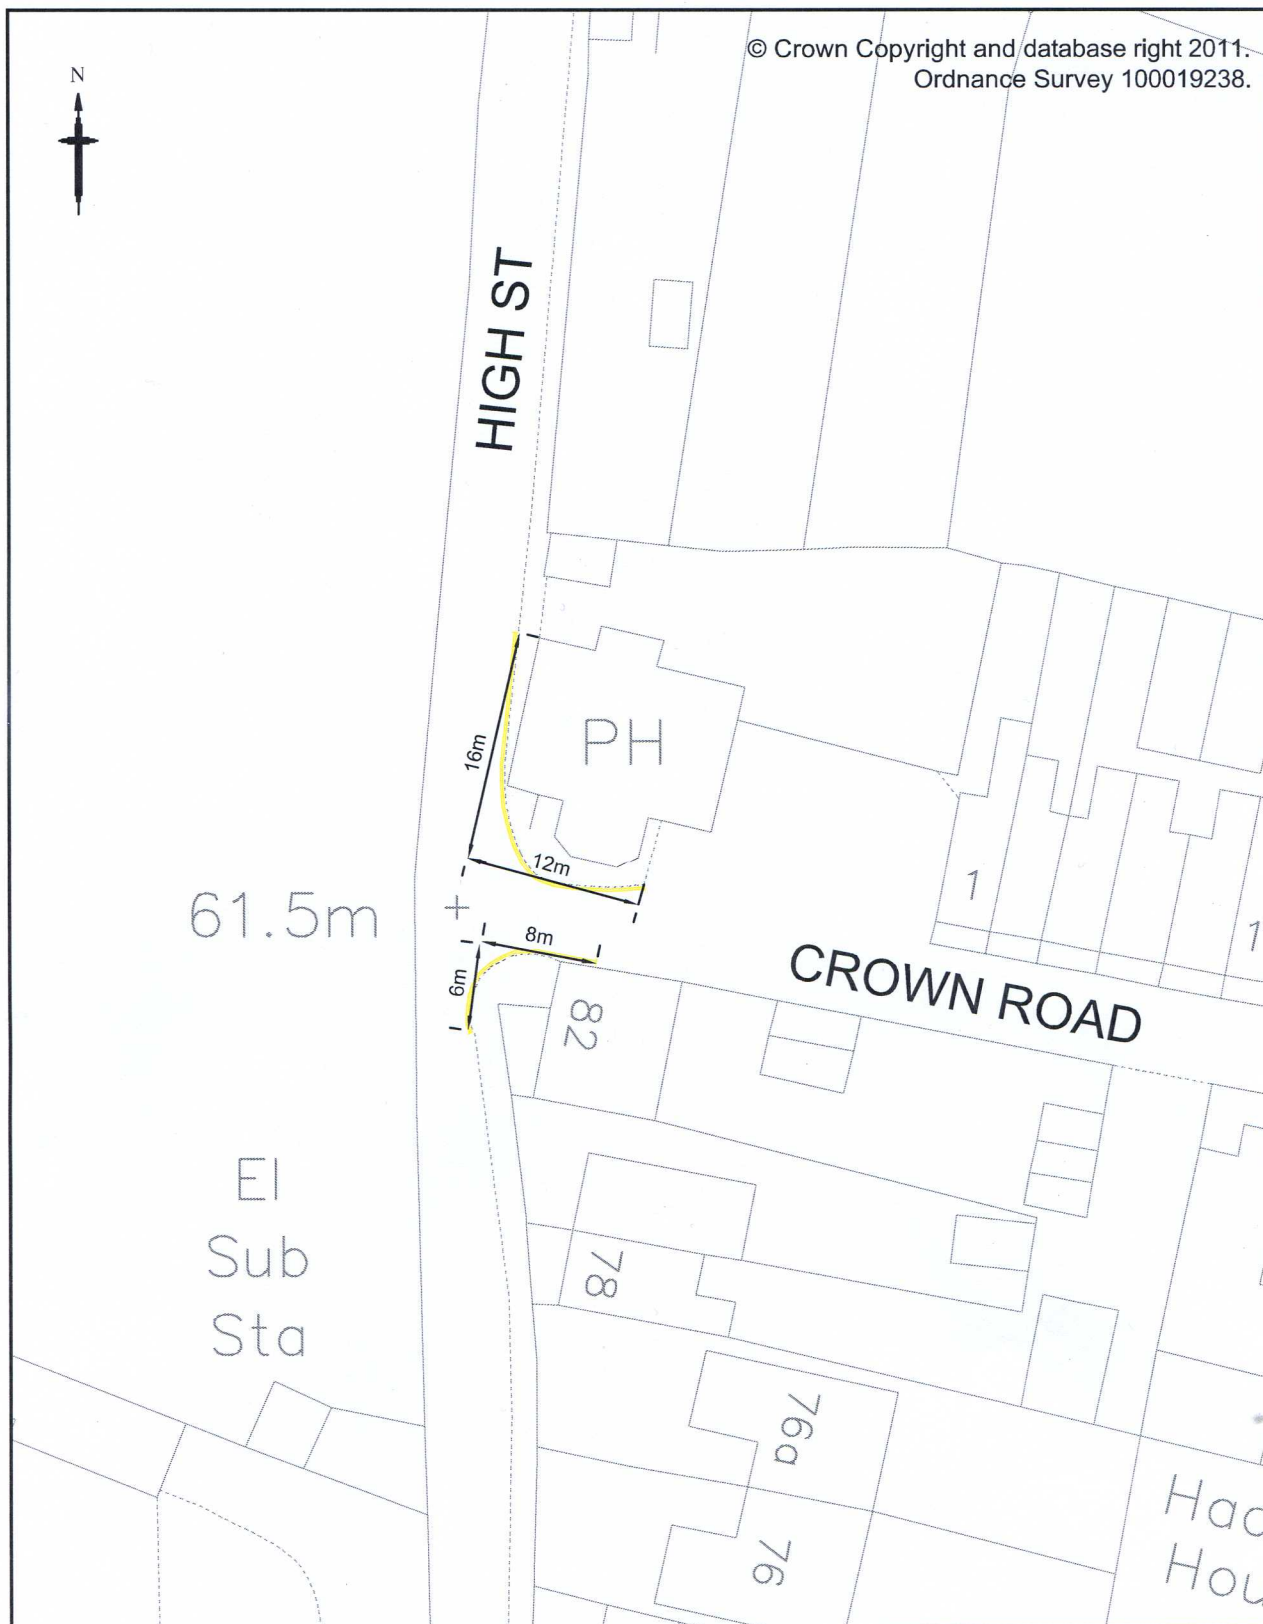 © Crown Copyright and database right 2011.
Ordnance Survey 100019238.
N
HIGH ST
PH
16m
12m
61.5m
8m
6m
1
1
CROWN ROAD
82
El
Sub
Sta
78
76a
76